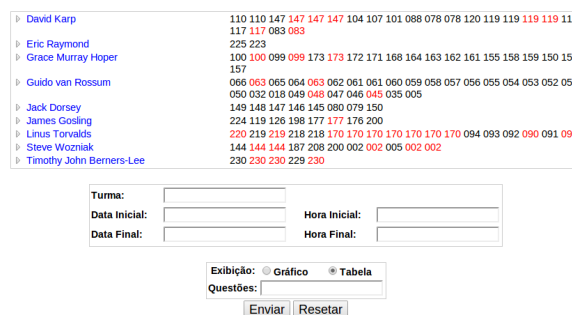 David Karp 110 110 147 147 147 147 104 107 101 088 078 078 120 119 119 119 119 11
117 117 083 083
Eric Raymond 225 223
Grace Murray Hoper 100 100 099 099 173 173 172 171 168 164 163 162 161 155 158 159 150 15
157
Guido van Rossum 066 063 065 064 063 062 061 061 060 059 058 057 056 055 054 053 052 05
050 032 018 049 048 047 046 045 035 005
Jack Dorsey 149 148 147 146 145 080 079 150
James Gosling 224 119 126 198 177 177 176 200
Linus Torvalds 220 219 219 218 218 170 170 170 170 170 170 170 094 093 092 090 091 09
Steve Wozniak 144 144 144 187 208 200 002 002 005 002 002
Timothy John Berners-Lee 230 230 230 229 230
Turma:
Data Inicial: Hora Inicial:
Data Final: Hora Final:
Exibição: Gráfico Tabela
Questões:
Enviar Resetar